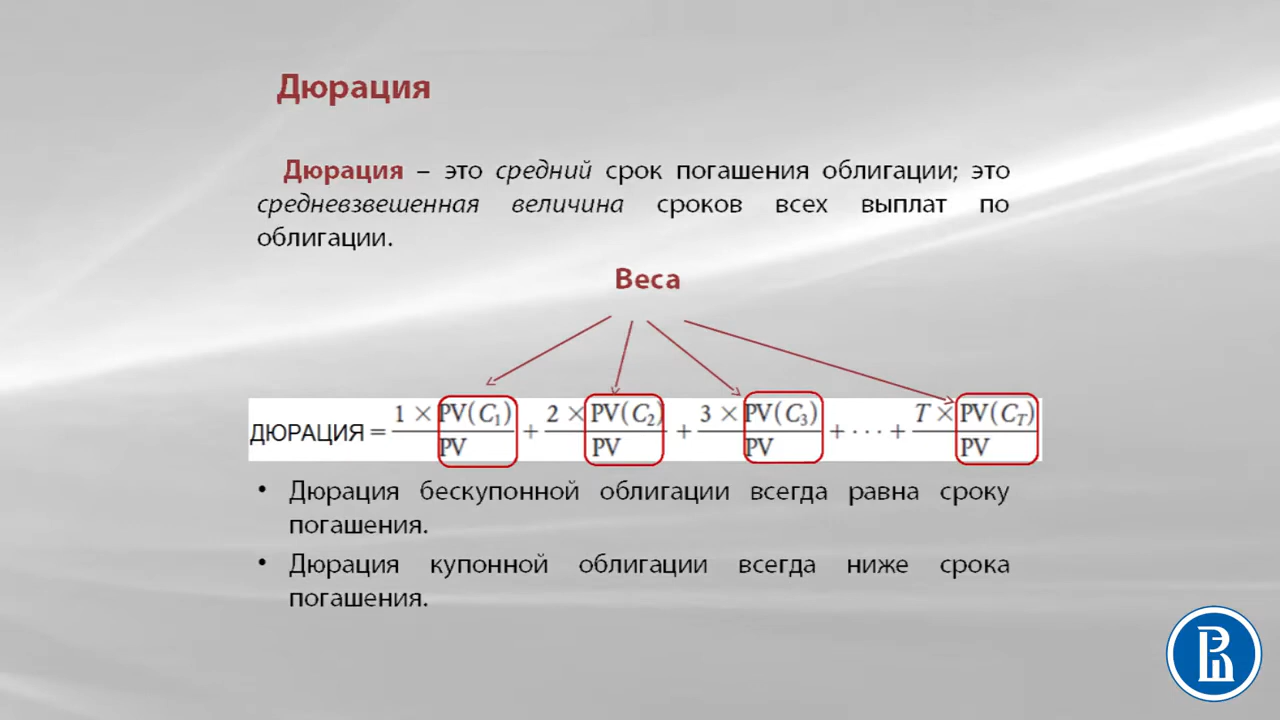 Дюрация
Дюрация – это средний срок погашения облигации; это
средневзвешенная величина сроков всех выплат по
облигации.
Веса
ДЮРАЦИЯ = 1 × PV(C₁) / PV + 2 × PV(C₂) / PV + 3 × PV(C₃) / PV + · · · + T × PV(C_T) / PV
• Дюрация бескупонной облигации всегда равна сроку
погашения.
• Дюрация купонной облигации всегда ниже срока
погашения.